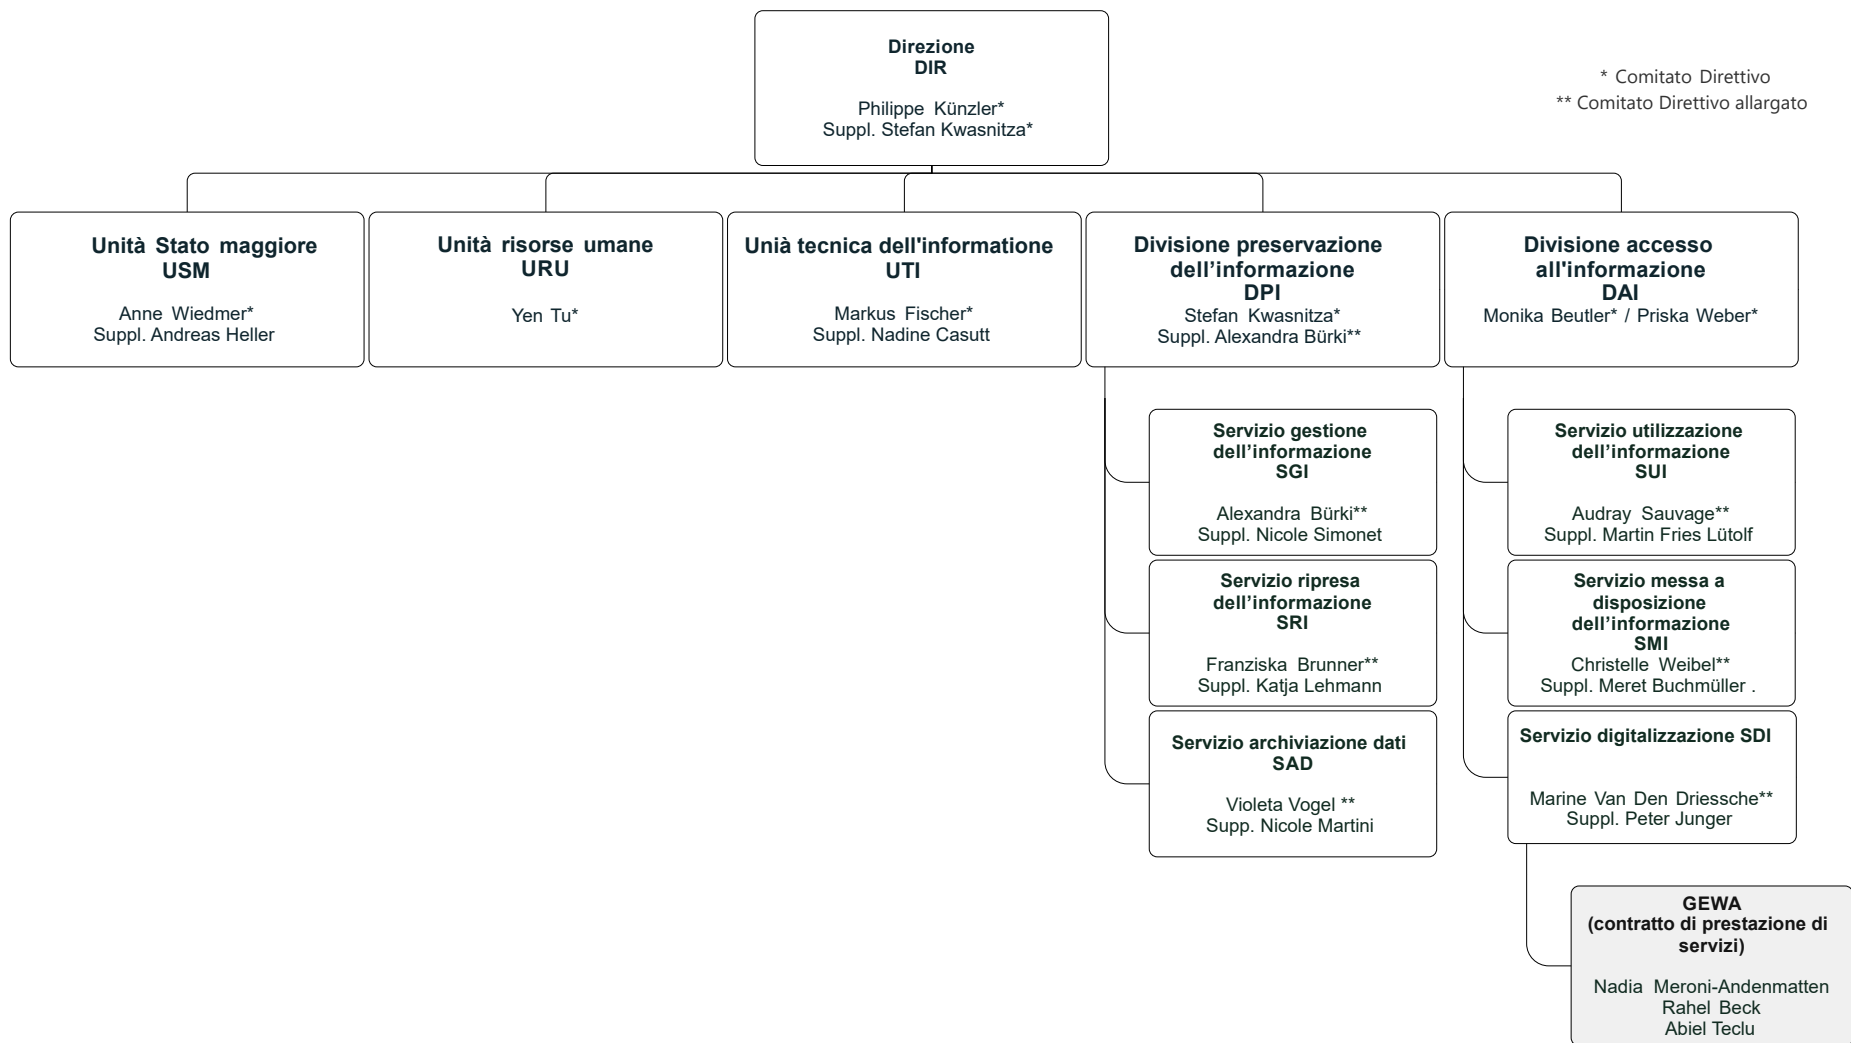 Direzione
DIR
Philippe Künzler*
Suppl. Stefan Kwasnitza*
* Comitato Direttivo
** Comitato Direttivo allargato
Unità Stato maggiore
USM
Anne Wiedmer*
Suppl. Andreas Heller
Unità risorse umane
URU
Yen Tu*
Unià tecnica dell'informatione
UTI
Markus Fischer*
Suppl. Nadine Casutt
Divisione preservazione
dell’informazione
DPI
Stefan Kwasnitza*
Suppl. Alexandra Bürki**
Divisione accesso
all'informazione
DAI
Monika Beutler* / Priska Weber*
Servizio gestione
dell’informazione
SGI
Alexandra Bürki**
Suppl. Nicole Simonet
Servizio ripresa
dell’informazione
SRI
Franziska Brunner**
Suppl. Katja Lehmann
Servizio archiviazione dati
SAD
Violeta Vogel **
Supp. Nicole Martini
Servizio utilizzazione
dell’informazione
SUI
Audray Sauvage**
Suppl. Martin Fries Lütolf
Servizio messa a
disposizione
dell’informazione
SMI
Christelle Weibel**
Suppl. Meret Buchmüller .
Servizio digitalizzazione SDI
Marine Van Den Driessche**
Suppl. Peter Junger
GEWA
(contratto di prestazione di
servizi)
Nadia Meroni-Andenmatten
Rahel Beck
Abiel Teclu